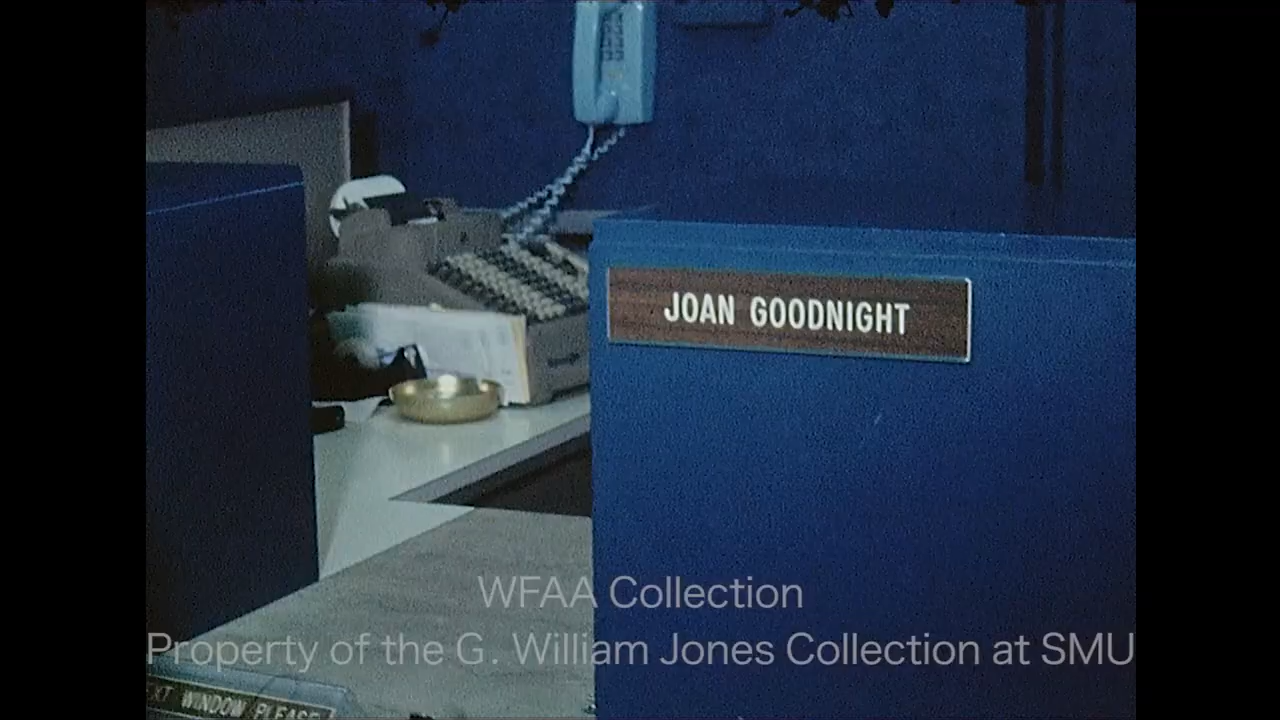 JOAN GOODNIGHT
WFAA Collection
Property of the G. William Jones Collection at SMU
WINDOW PLEASE